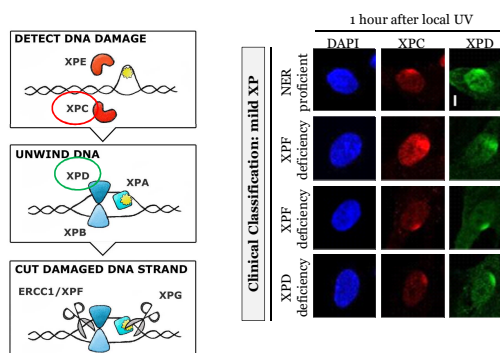 DETECT DNA DAMAGE
XPE
XPC
UNWIND DNA
XPD
XPA
XPB
CUT DAMAGED DNA STRAND
ERCC1/XPF
XPG
Clinical Classification: mild XP
1 hour after local UV
DAPI XPC XPD
NER
proficient
XPF
deficiency
XPF
deficiency
XPD
deficiency